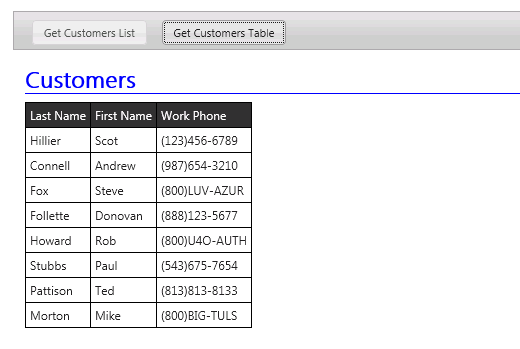 Get Customers List Get Customers Table
Customers
Last Name First Name Work Phone
Hillier Scot (123)456-6789
Connell Andrew (987)654-3210
Fox Steve (800)LUV-AZUR
Follette Donovan (888)123-5677
Howard Rob (800)U4O-AUTH
Stubbs Paul (543)675-7654
Pattison Ted (813)813-8133
Morton Mike (800)BIG-TULS